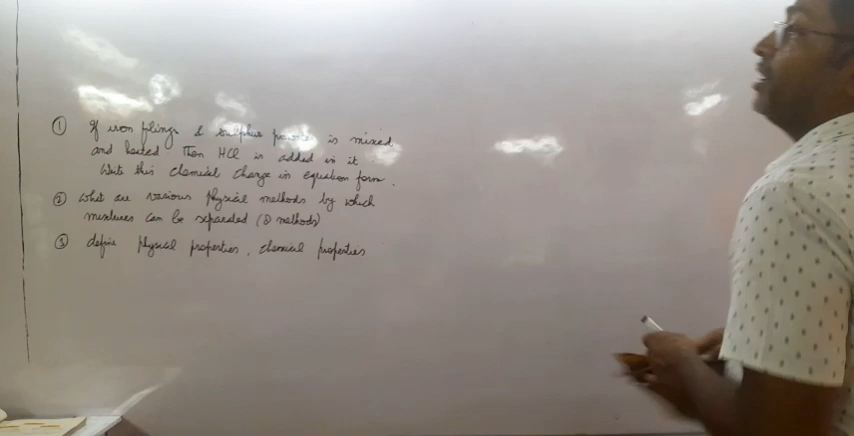 ① If iron filings & sulphur powder is mixed
and heated Then HCl is added in it
Write this chemical change in equation form.
② what are various physical methods by which
mixtures can be separated (8 methods)
③ define physical properties, chemical properties